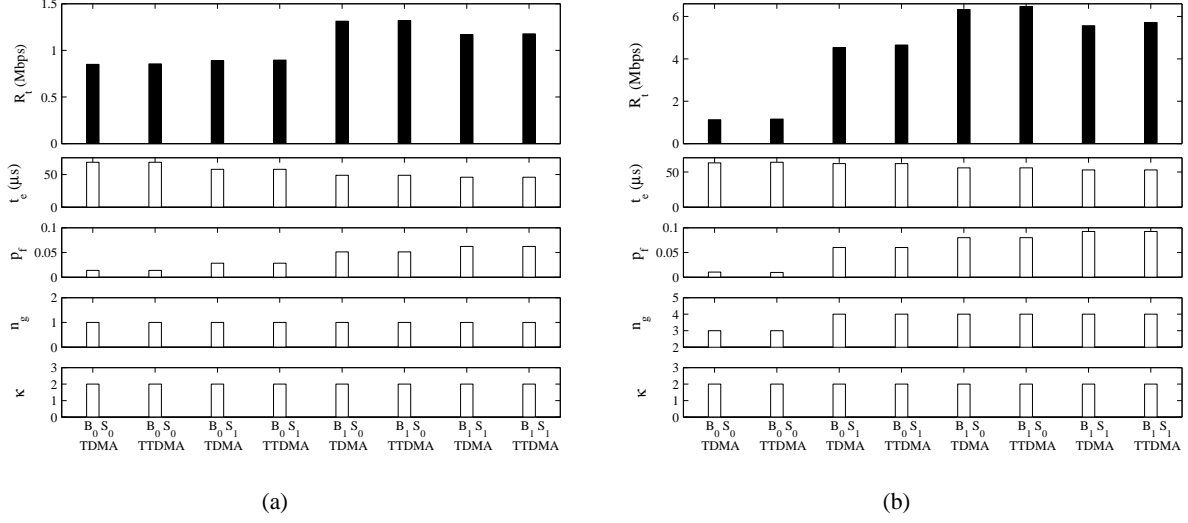 1.5
1
0.5
0
R_t (Mbps)
50
0
t_e (μs)
0.1
0.05
0
p_f
2
1
0
n_g
3
2
1
0
κ
B_0 S_0 B_0 S_0 B_0 S_1 B_0 S_1 B_1 S_0 B_1 S_0 B_1 S_1 B_1 S_1
TDMA TTDMA TDMA TTDMA TDMA TTDMA TDMA TTDMA
(a)
6
4
2
0
R_t (Mbps)
50
0
t_e (μs)
0.1
0.05
0
p_f
5
4
3
2
n_g
3
2
1
0
κ
B_0 S_0 B_0 S_0 B_0 S_1 B_0 S_1 B_1 S_0 B_1 S_0 B_1 S_1 B_1 S_1
TDMA TTDMA TDMA TTDMA TDMA TTDMA TDMA TTDMA
(b)